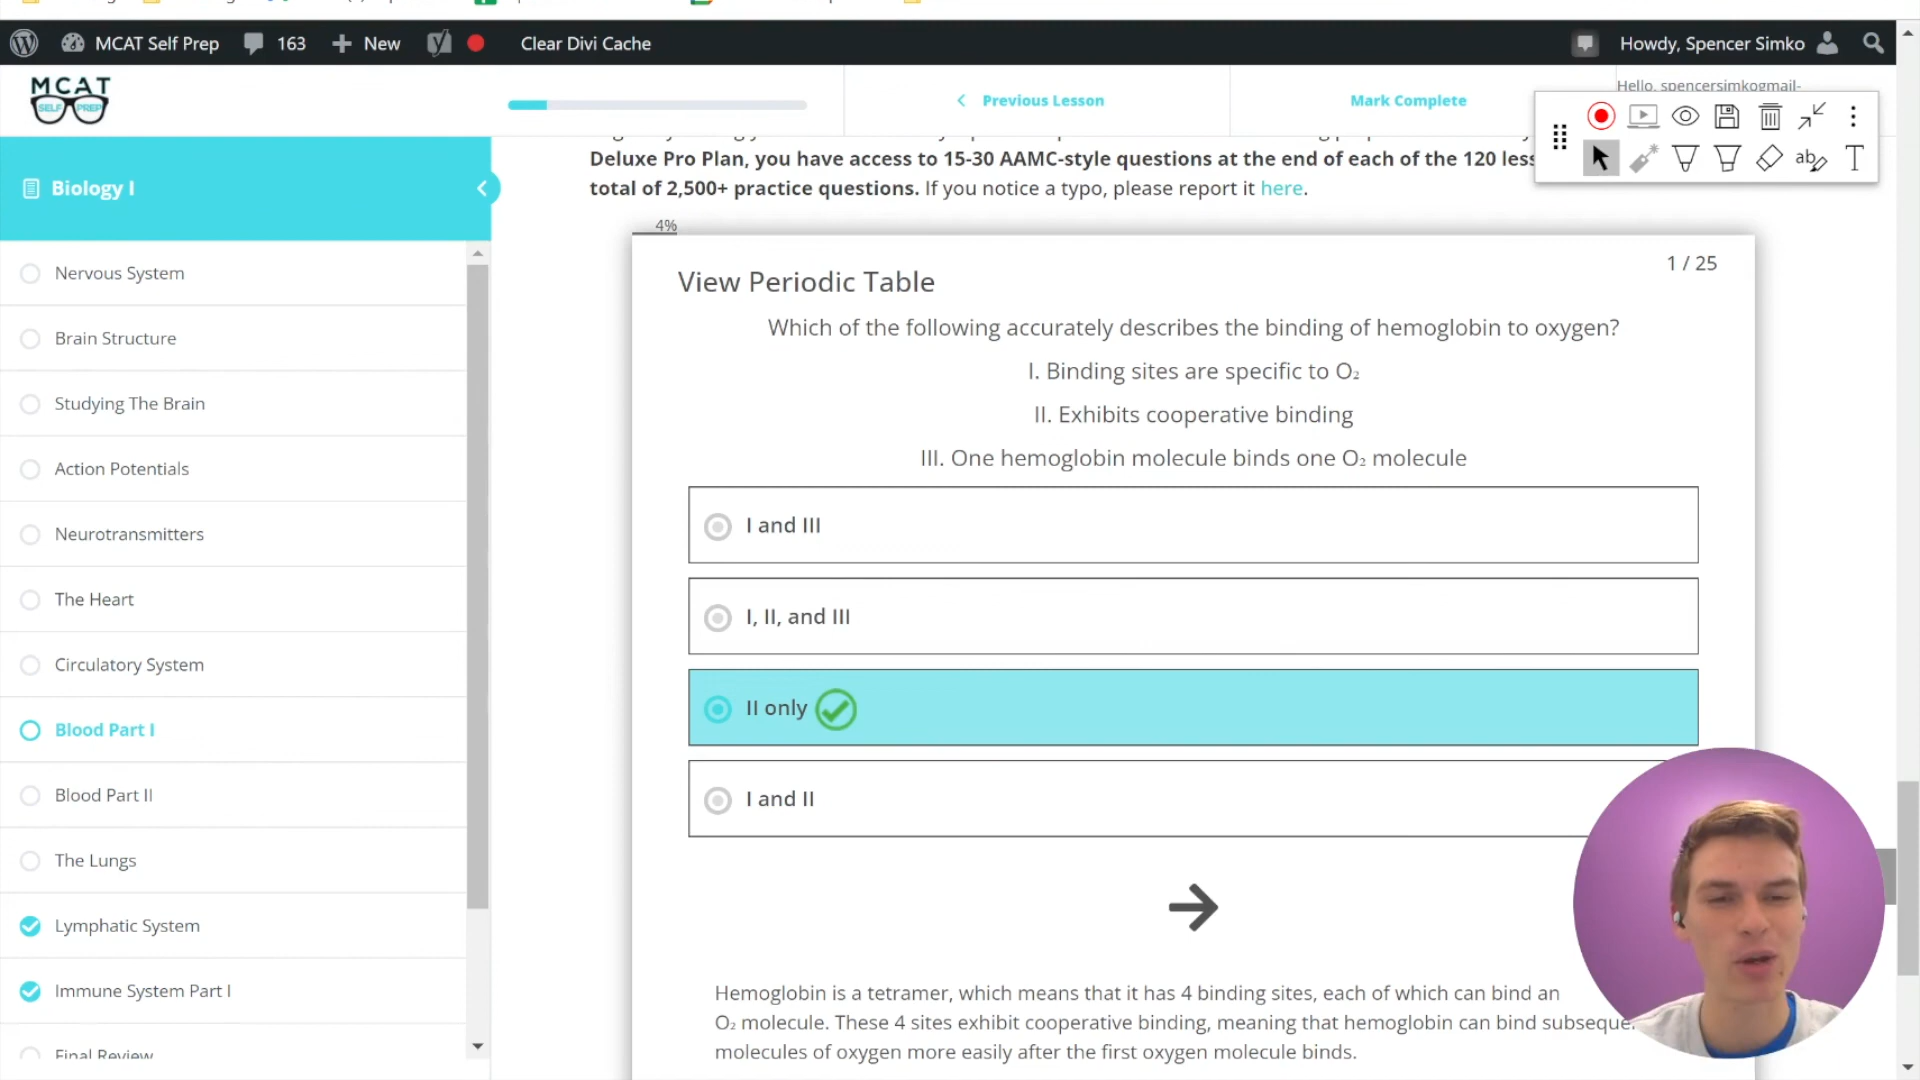 MCAT Self Prep
163
New
Clear Divi Cache
Howdy, Spencer Simko
MCAT
SELF PREP
Previous Lesson
Mark Complete
Hello, spencersimkogmail-
Biology I
Nervous System
Brain Structure
Studying The Brain
Action Potentials
Neurotransmitters
The Heart
Circulatory System
Blood Part I
Blood Part II
The Lungs
Lymphatic System
Immune System Part I
Final Review
Deluxe Pro Plan, you have access to 15-30 AAMC-style questions at the end of each of the 120 less
total of 2,500+ practice questions. If you notice a typo, please report it here.
4%
1 / 25
View Periodic Table
Which of the following accurately describes the binding of hemoglobin to oxygen?
I. Binding sites are specific to O₂
II. Exhibits cooperative binding
III. One hemoglobin molecule binds one O₂ molecule
I and III
I, II, and III
II only
I and II
Hemoglobin is a tetramer, which means that it has 4 binding sites, each of which can bind an
O₂ molecule. These 4 sites exhibit cooperative binding, meaning that hemoglobin can bind subseque
molecules of oxygen more easily after the first oxygen molecule binds.